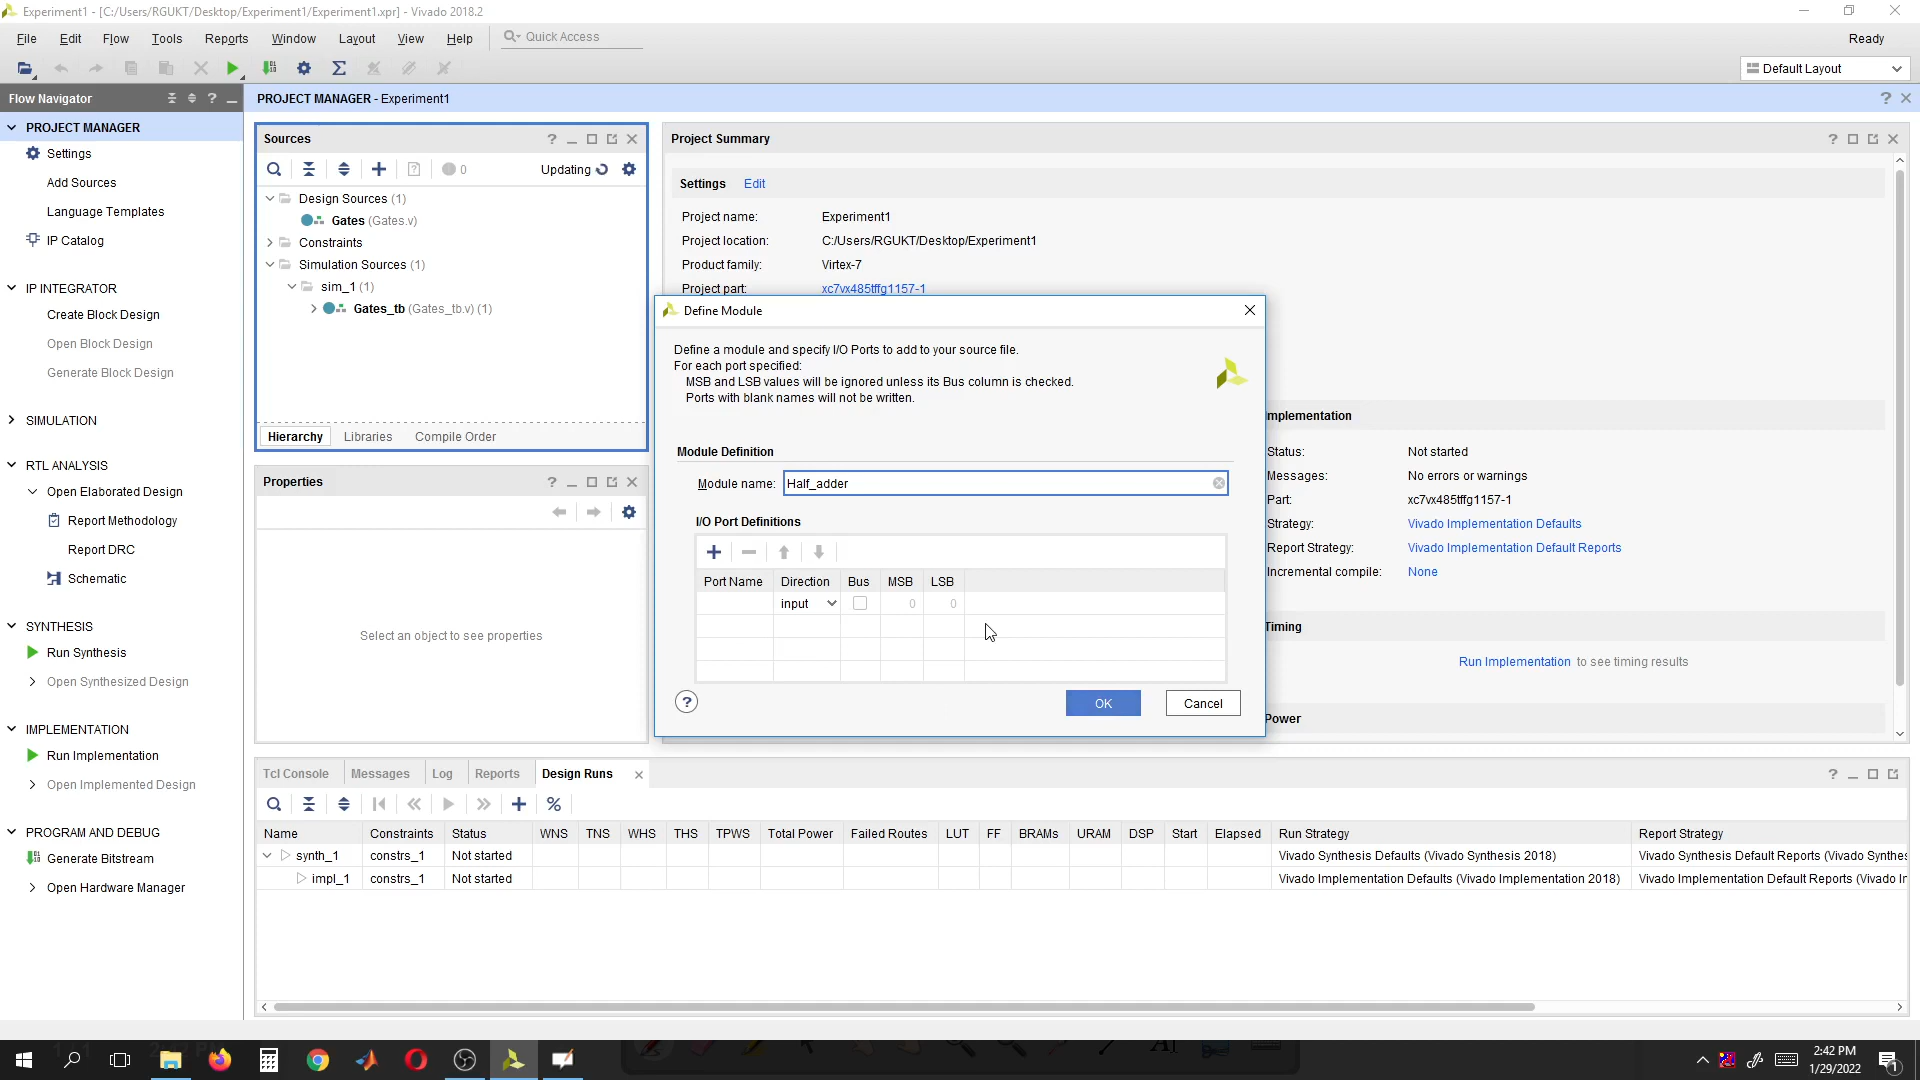 Experiment1 - [C:/Users/RGUKT/Desktop/Experiment1/Experiment1.xpr] - Vivado 2018.2
File Edit Flow Tools Reports Window Layout View Help Quick Access Ready
Default Layout
Flow Navigator
PROJECT MANAGER
Settings
Add Sources
Language Templates
IP Catalog
IP INTEGRATOR
Create Block Design
Open Block Design
Generate Block Design
SIMULATION
RTL ANALYSIS
Open Elaborated Design
Report Methodology
Report DRC
Schematic
SYNTHESIS
Run Synthesis
Open Synthesized Design
IMPLEMENTATION
Run Implementation
Open Implemented Design
PROGRAM AND DEBUG
Generate Bitstream
Open Hardware Manager
PROJECT MANAGER - Experiment1
Sources
0 Updating
Design Sources (1)
Gates (Gates.v)
Constraints
Simulation Sources (1)
sim_1 (1)
Gates_tb (Gates_tb.v) (1)
Hierarchy Libraries Compile Order
Properties
Select an object to see properties
Project Summary
Settings Edit
Project name: Experiment1
Project location: C:/Users/RGUKT/Desktop/Experiment1
Product family: Virtex-7
Project part: xc7vx485tffg1157-1
Define Module
Define a module and specify I/O Ports to add to your source file.
For each port specified:
MSB and LSB values will be ignored unless its Bus column is checked.
Ports with blank names will not be written.
Module Definition
Module name: Half_adder
I/O Port Definitions
Port Name Direction Bus MSB LSB
input 0 0
OK Cancel
mplementation
Status: Not started
Messages: No errors or warnings
Part: xc7vx485tffg1157-1
Strategy: Vivado Implementation Defaults
Report Strategy: Vivado Implementation Default Reports
Incremental compile: None
Timing
Run Implementation to see timing results
Power
Tcl Console Messages Log Reports Design Runs
Name Constraints Status WNS TNS WHS THS TPWS Total Power Failed Routes LUT FF BRAMs URAM DSP Start Elapsed Run Strategy Report Strategy
synth_1 constrs_1 Not started Vivado Synthesis Defaults (Vivado Synthesis 2018) Vivado Synthesis Default Reports (Vivado Synthes
impl_1 constrs_1 Not started Vivado Implementation Defaults (Vivado Implementation 2018) Vivado Implementation Default Reports (Vivado Ir
2:42 PM
1/29/2022
1